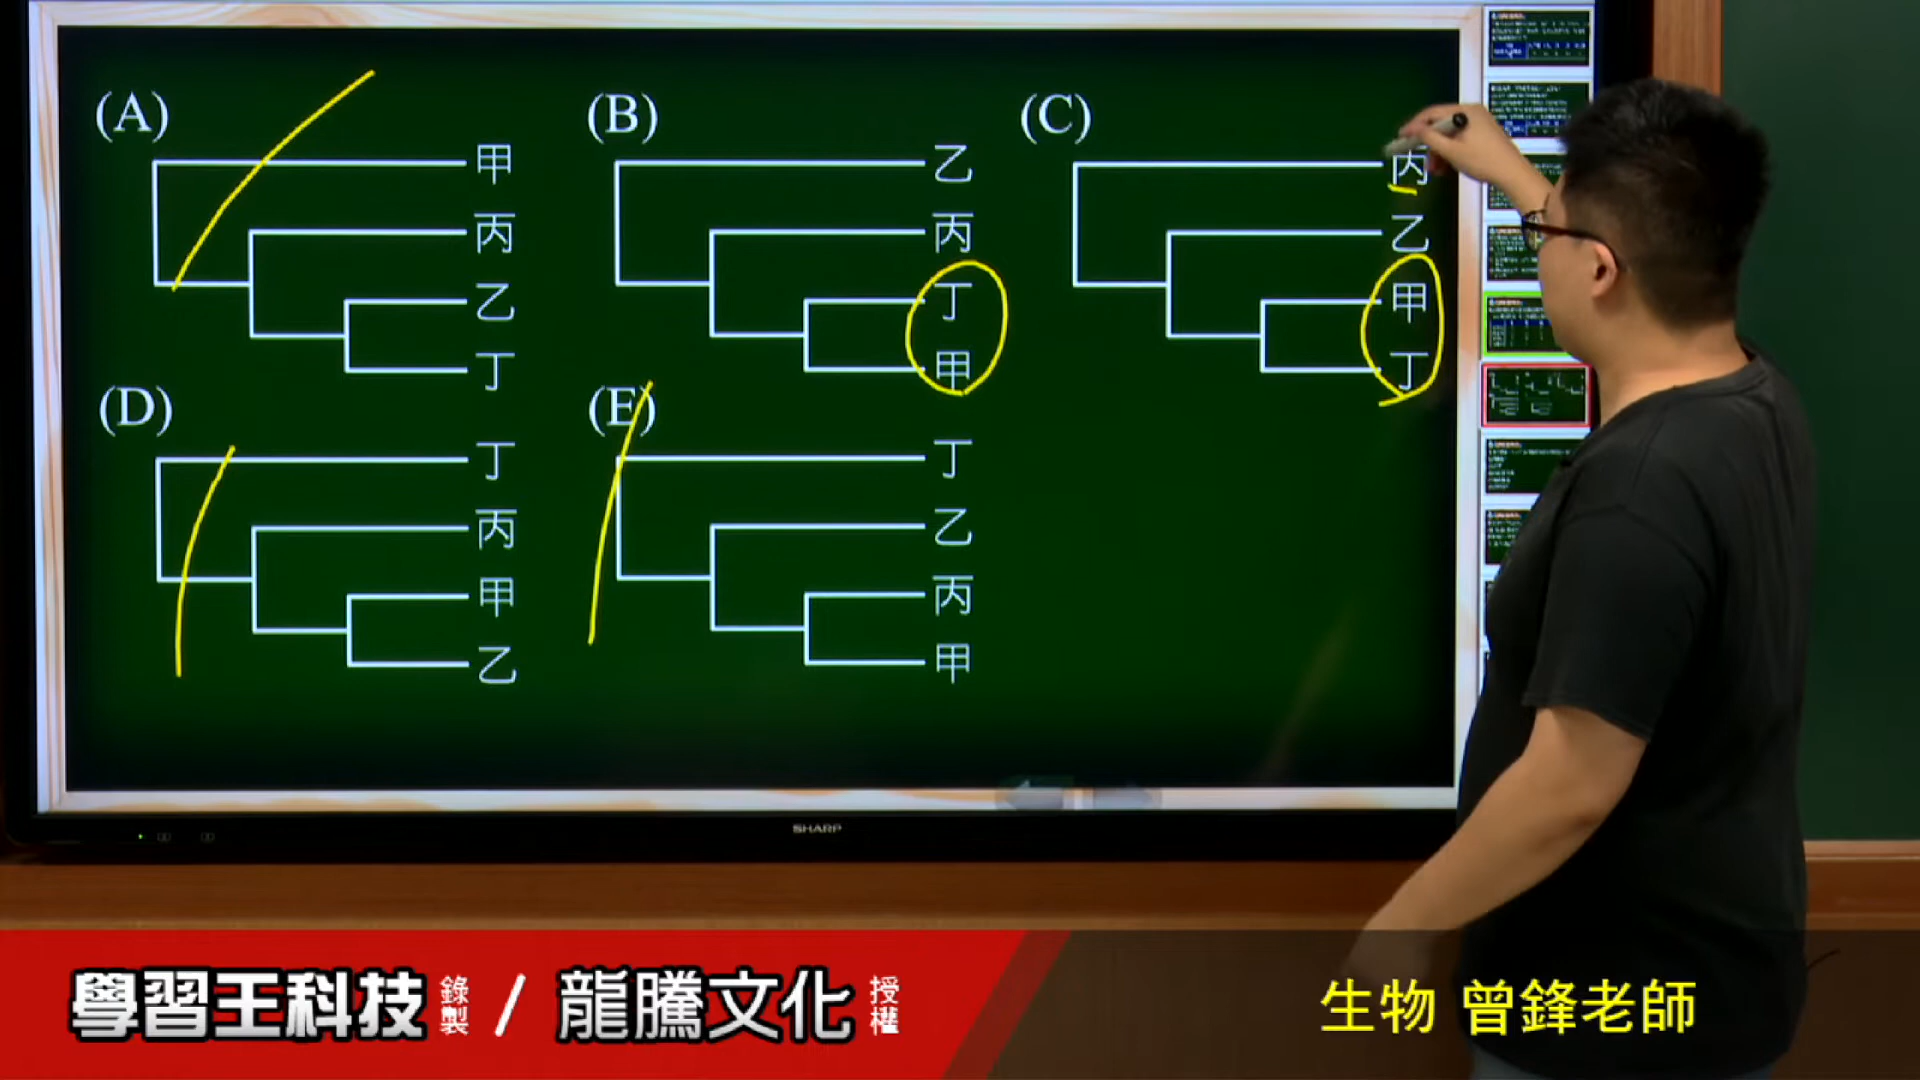 (A)
甲
丙
乙
丁
(B)
乙
丙
丁
甲
(C)
丙
乙
甲
丁
(D)
丁
丙
甲
乙
(E)
丁
乙
丙
甲
SHARP
學習王科技 錄製 / 龍騰文化 授權
生物 曾鋒老師